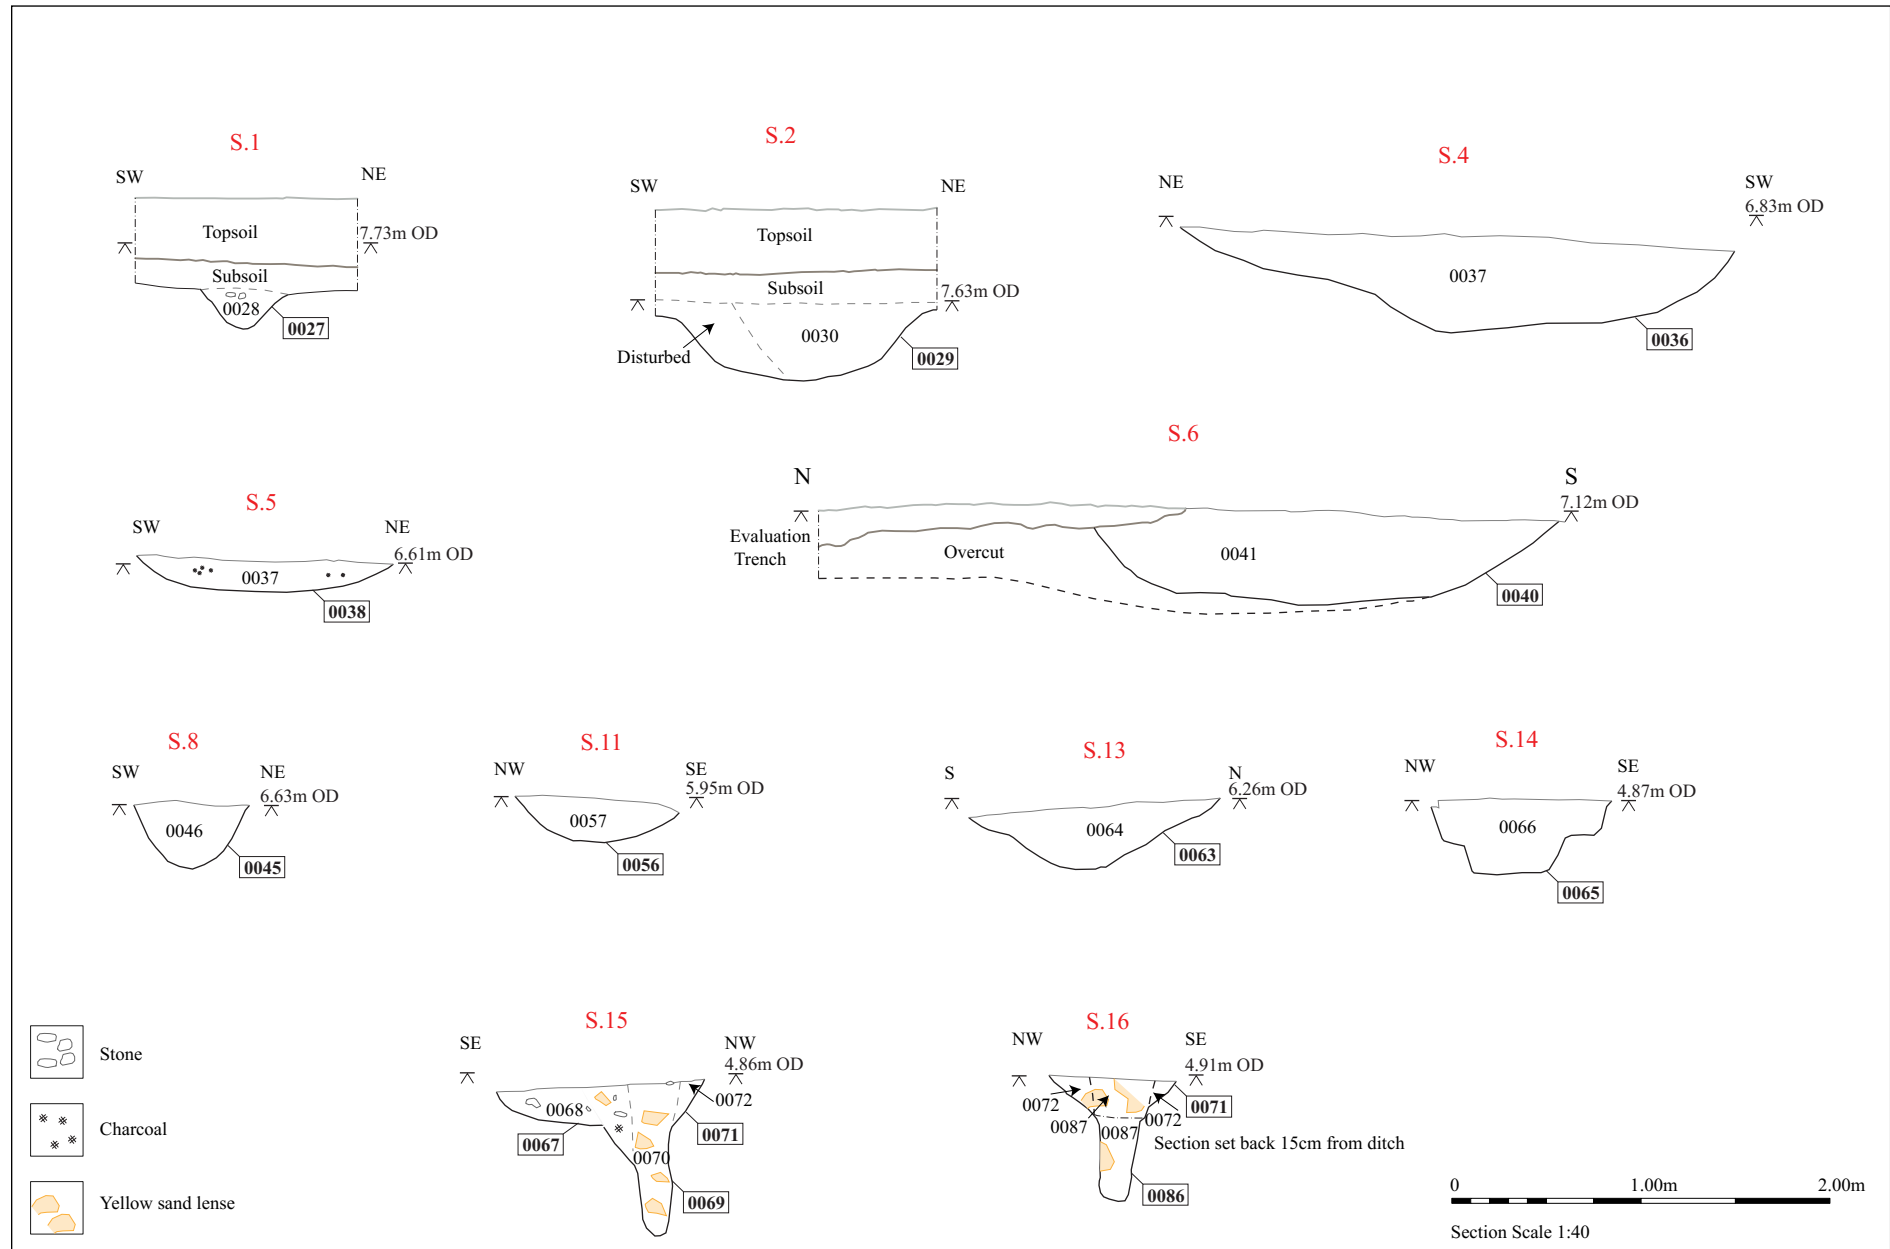 S.1
SW
NE
Topsoil
7.73m OD
Subsoil
0028
0027
S.2
SW
NE
Topsoil
Subsoil
7.63m OD
0030
Disturbed
0029
S.4
NE
SW
6.83m OD
0037
0036
S.5
SW
NE
6.61m OD
0037
0038
S.6
N
S
7.12m OD
Evaluation
Trench
Overcut
0041
0040
S.8
SW
NE
6.63m OD
0046
0045
S.11
NW
SE
5.95m OD
0057
0056
S.13
S
N
6.26m OD
0064
0063
S.14
NW
SE
4.87m OD
0066
0065
Stone
Charcoal
Yellow sand lense
S.15
SE
NW
4.86m OD
0068
0072
0067
0071
0070
0069
S.16
NW
SE
4.91m OD
0072
0071
0087
0087
0072
Section set back 15cm from ditch
0086
0
1.00m
2.00m
Section Scale 1:40